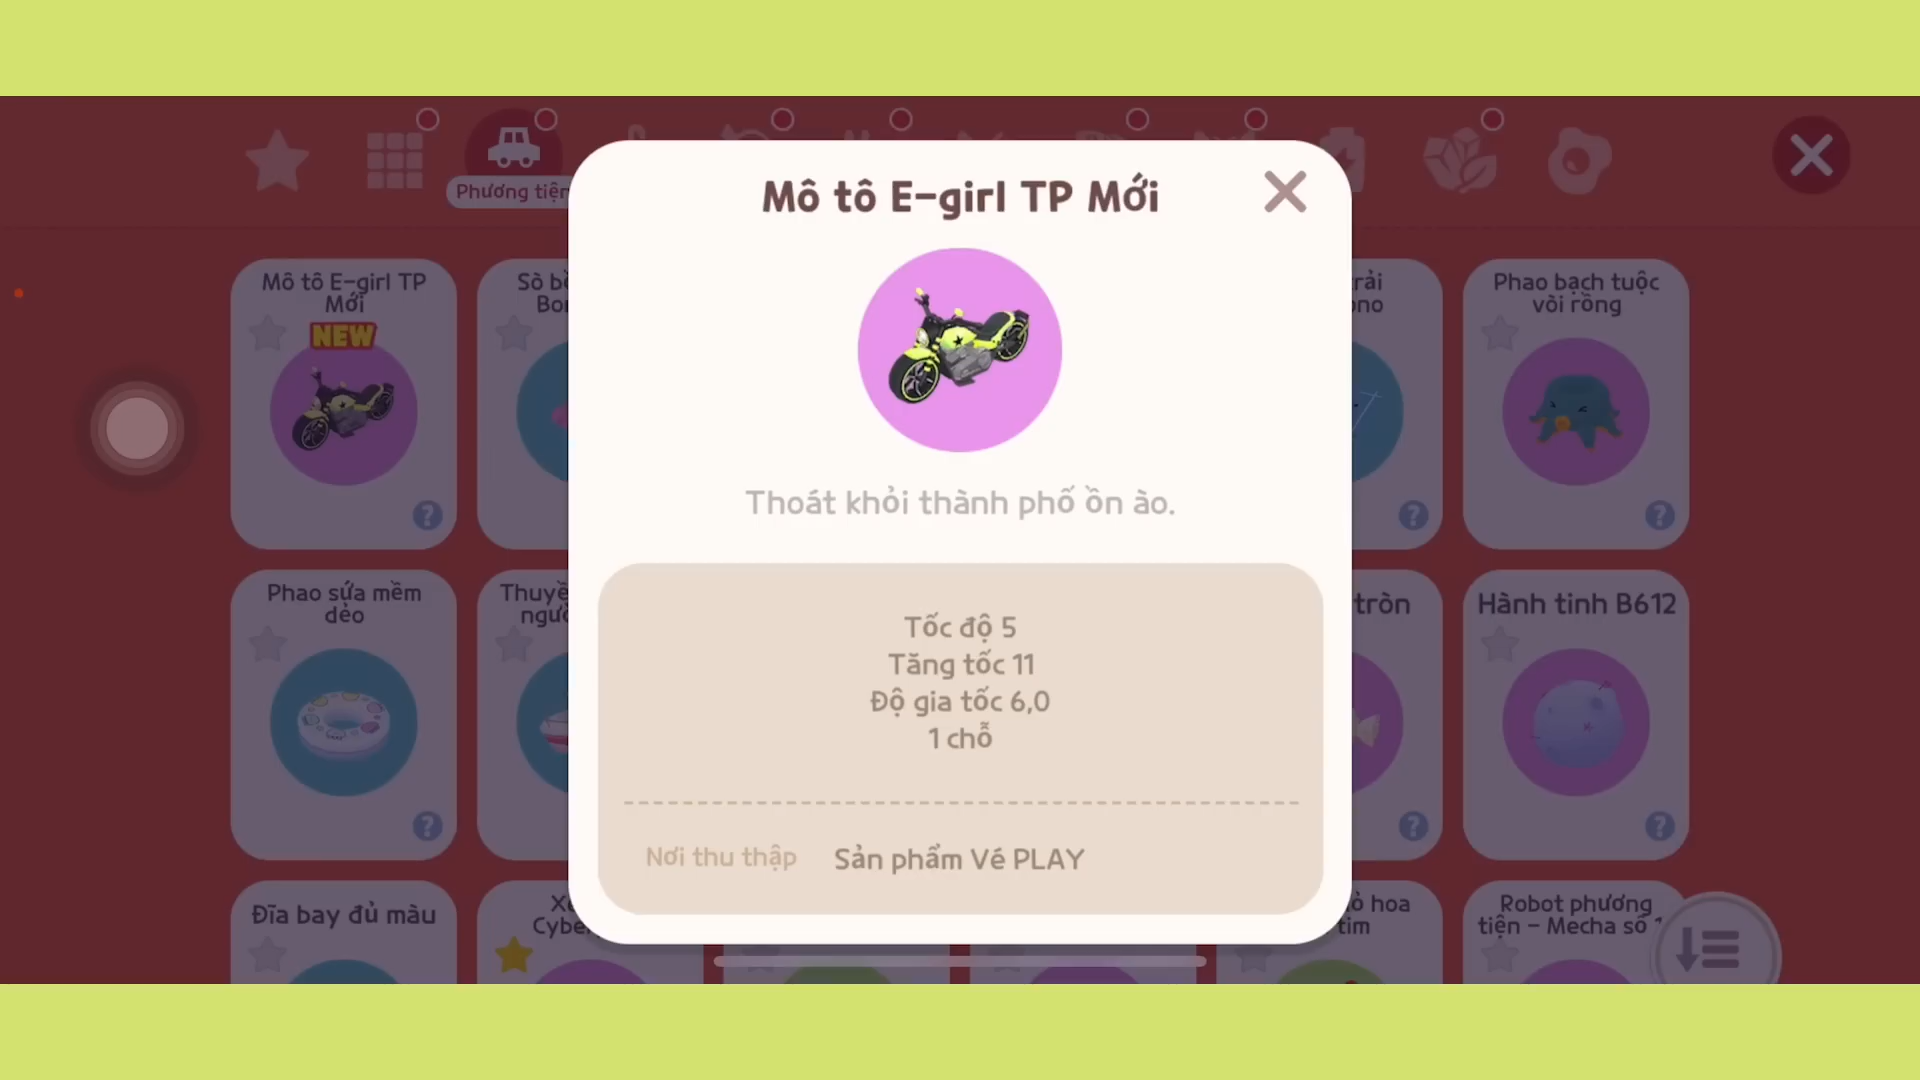 Phương tiện
Mô tô E-girl TP Mới
Mô tô E-girl TP
Mới
NEW
Phao bạch tuộc
vòi rồng
Thoát khỏi thành phố ồn ào.
Phao sứa mềm
dẻo
tròn
Hành tinh B612
Tốc độ 5
Tăng tốc 11
Độ gia tốc 6,0
1 chỗ
Nơi thu thập
Sản phẩm Vé PLAY
Đĩa bay đủ màu
hoa
tím
Robot phương
tiện - Mecha số